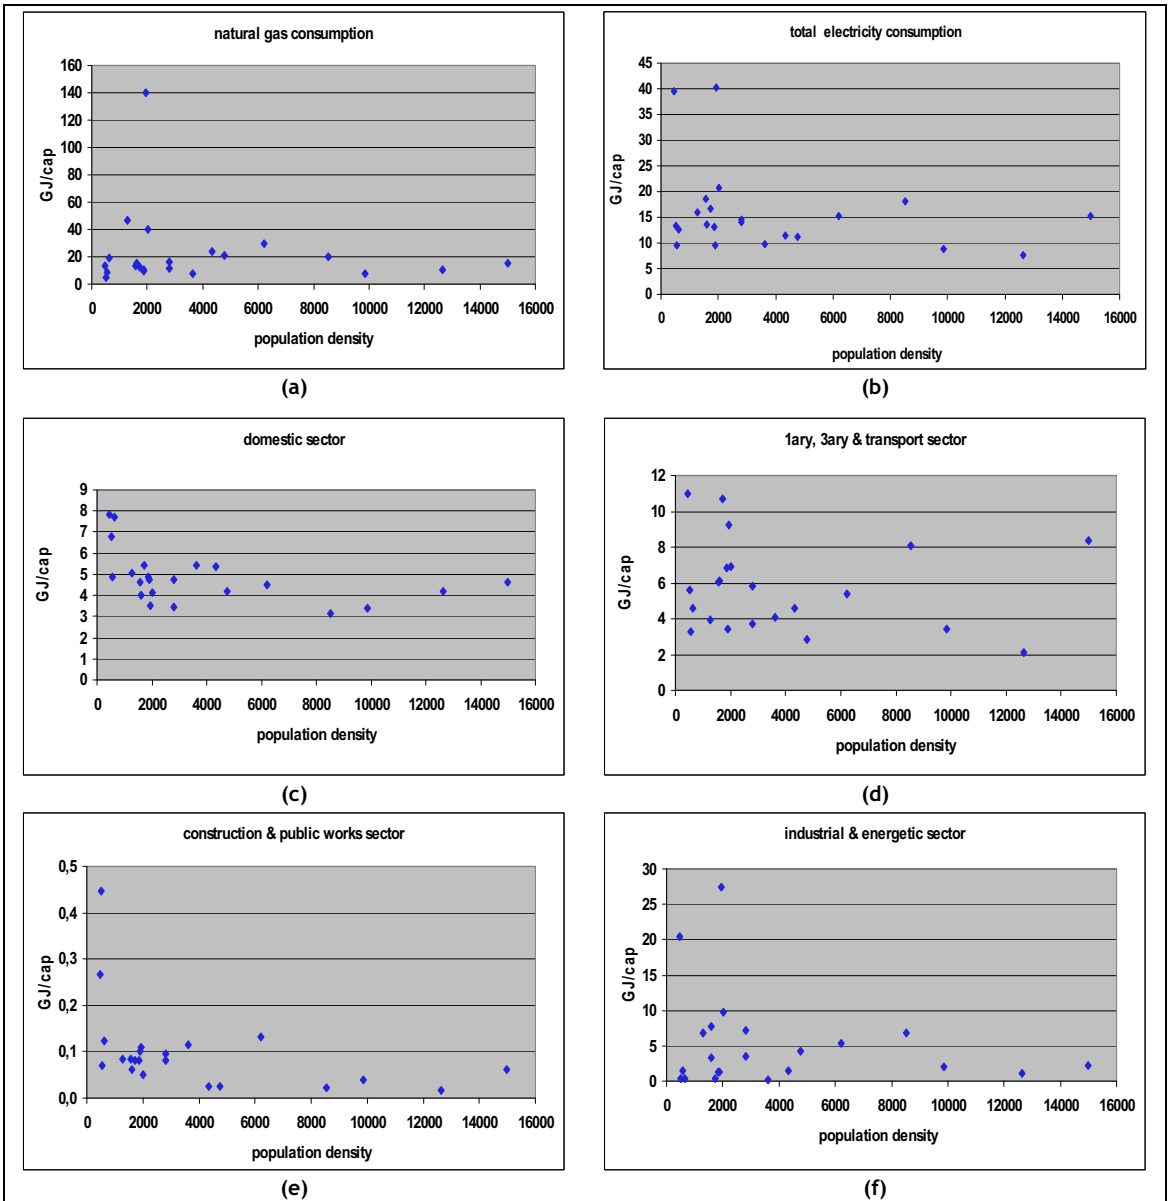 natural gas consumption
160
140
120
100
80
60
40
20
0
GJ/cap
0 2000 4000 6000 8000 10000 12000 14000 16000
population density
(a)
total electricity consumption
45
40
35
30
25
20
15
10
5
0
GJ/cap
0 2000 4000 6000 8000 10000 12000 14000 16000
population density
(b)
domestic sector
9
8
7
6
5
4
3
2
1
0
GJ/cap
0 2000 4000 6000 8000 10000 12000 14000 16000
population density
(c)
1ary, 3ary & transport sector
12
10
8
6
4
2
0
GJ/cap
0 2000 4000 6000 8000 10000 12000 14000 16000
population density
(d)
construction & public works sector
0,5
0,4
0,3
0,2
0,1
0,0
GJ/cap
0 2000 4000 6000 8000 10000 12000 14000 16000
population density
(e)
industrial & energetic sector
30
25
20
15
10
5
0
GJ/cap
0 2000 4000 6000 8000 10000 12000 14000 16000
population density
(f)